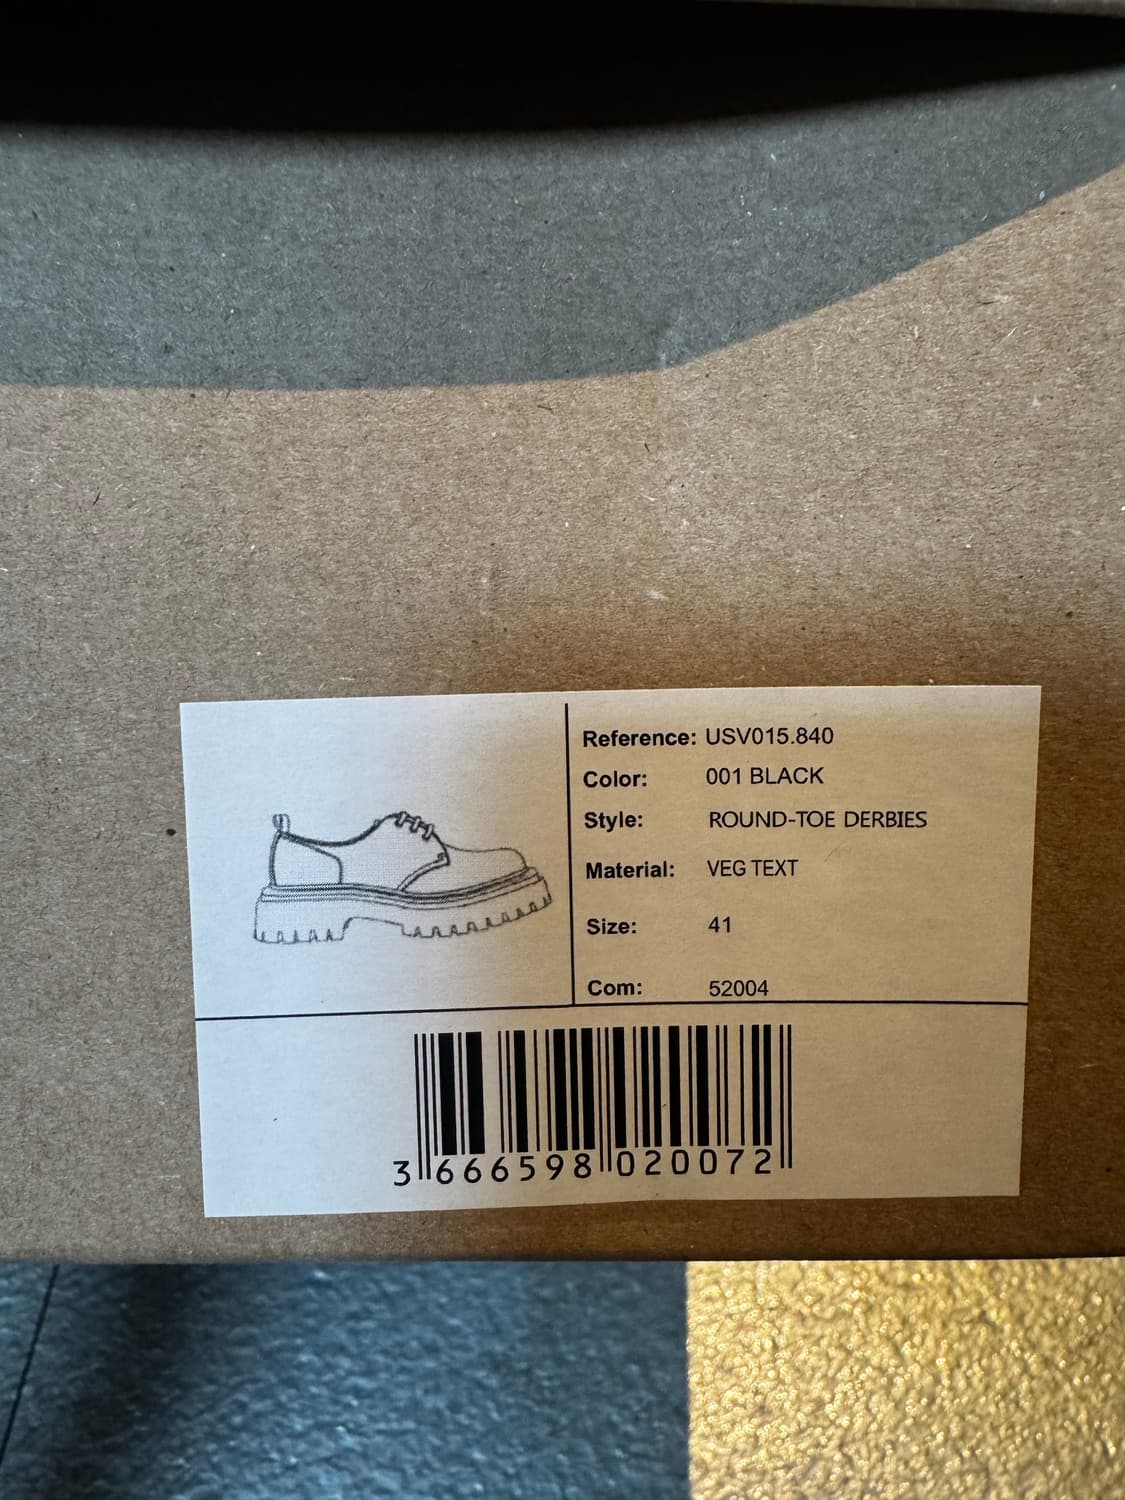 Reference: USV015.840
Color: 001 BLACK
Style: ROUND-TOE DERBIES
Material: VEG TEXT
Size: 41
Com: 52004
3 666598 020072